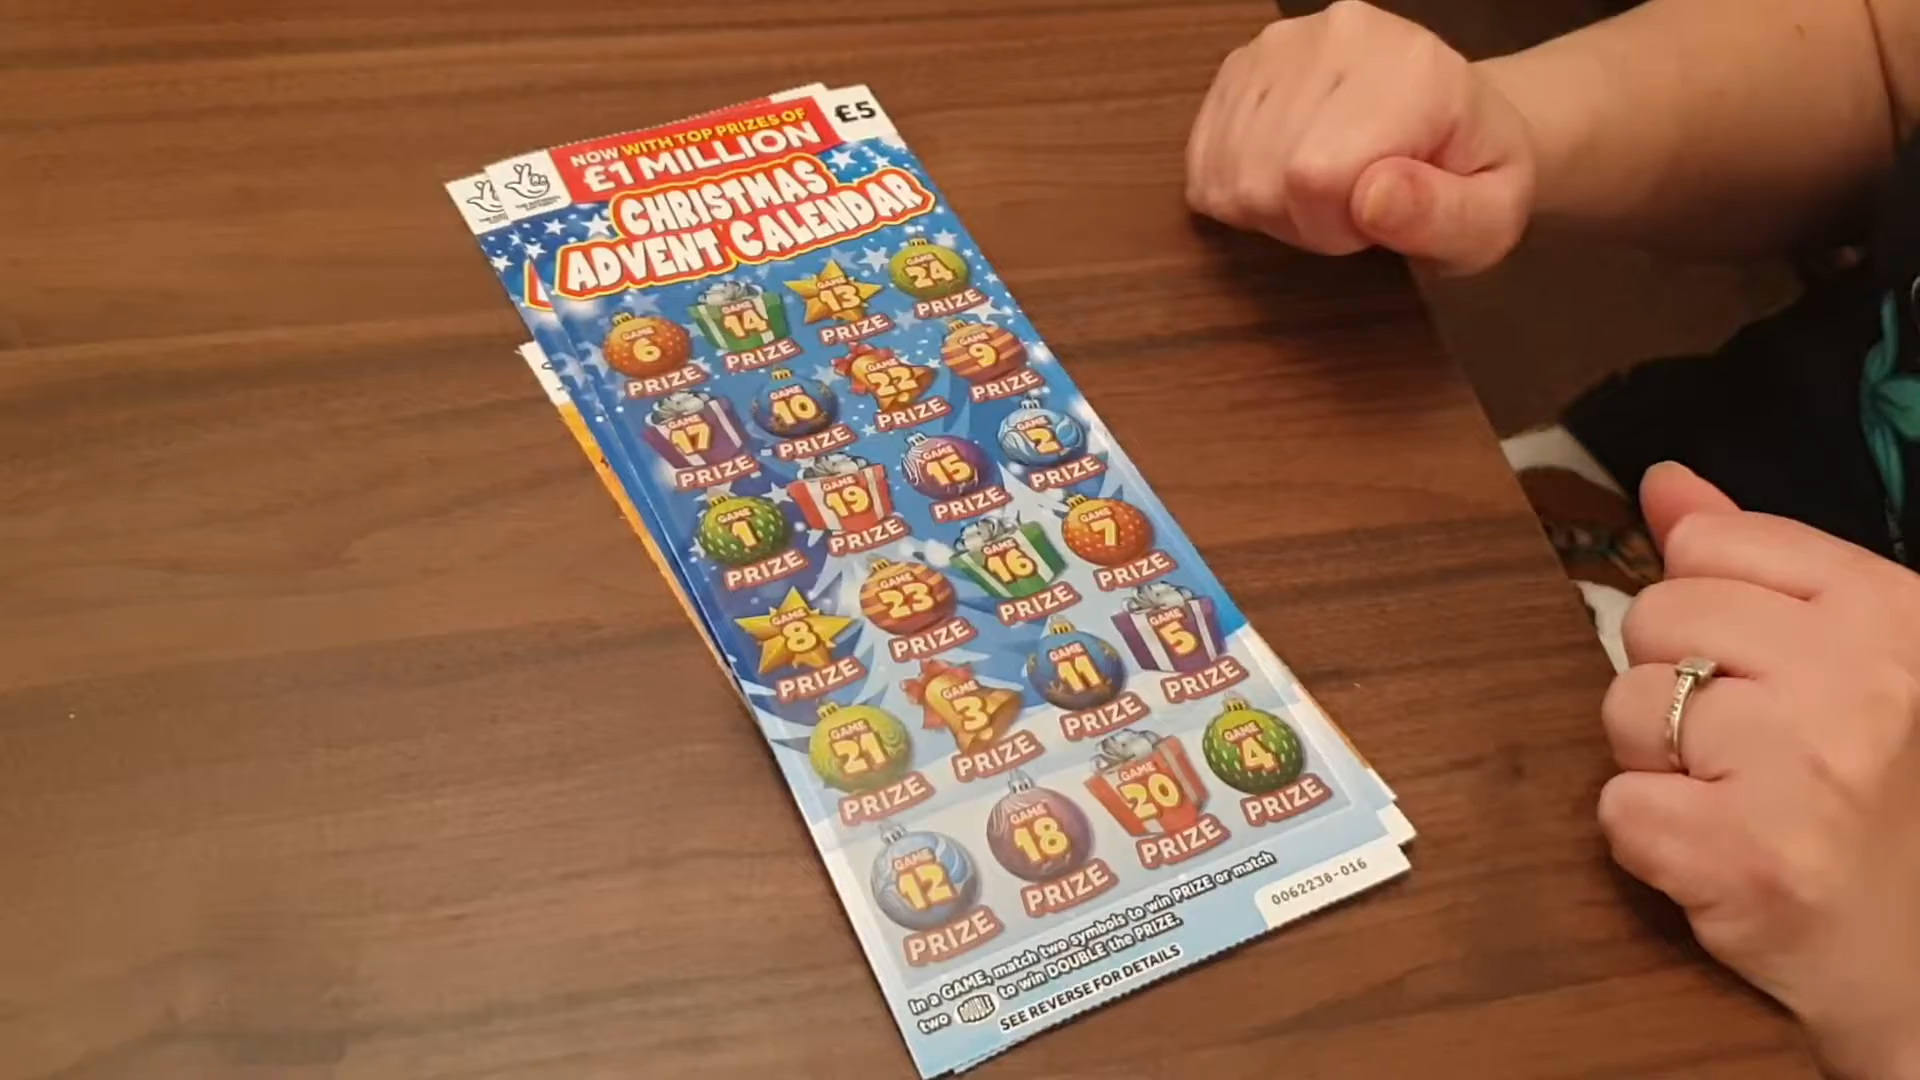 £5
NOW WITH TOP PRIZES OF
£1 MILLION
CHRISTMAS
ADVENT CALENDAR
GAME 6 PRIZE
GAME 14 PRIZE
GAME 13 PRIZE
GAME 24 PRIZE
GAME 17 PRIZE
GAME 10 PRIZE
GAME 22 PRIZE
GAME 9 PRIZE
GAME 1 PRIZE
GAME 19 PRIZE
GAME 15 PRIZE
GAME 2 PRIZE
GAME 8 PRIZE
GAME 23 PRIZE
GAME 16 PRIZE
GAME 7 PRIZE
GAME 21 PRIZE
GAME 3 PRIZE
GAME 11 PRIZE
GAME 5 PRIZE
GAME 12 PRIZE
GAME 18 PRIZE
GAME 20 PRIZE
GAME 4 PRIZE
In a GAME, match two symbols to win PRIZE or match
two DOUBLE to win DOUBLE the PRIZE.
SEE REVERSE FOR DETAILS
0062238-016